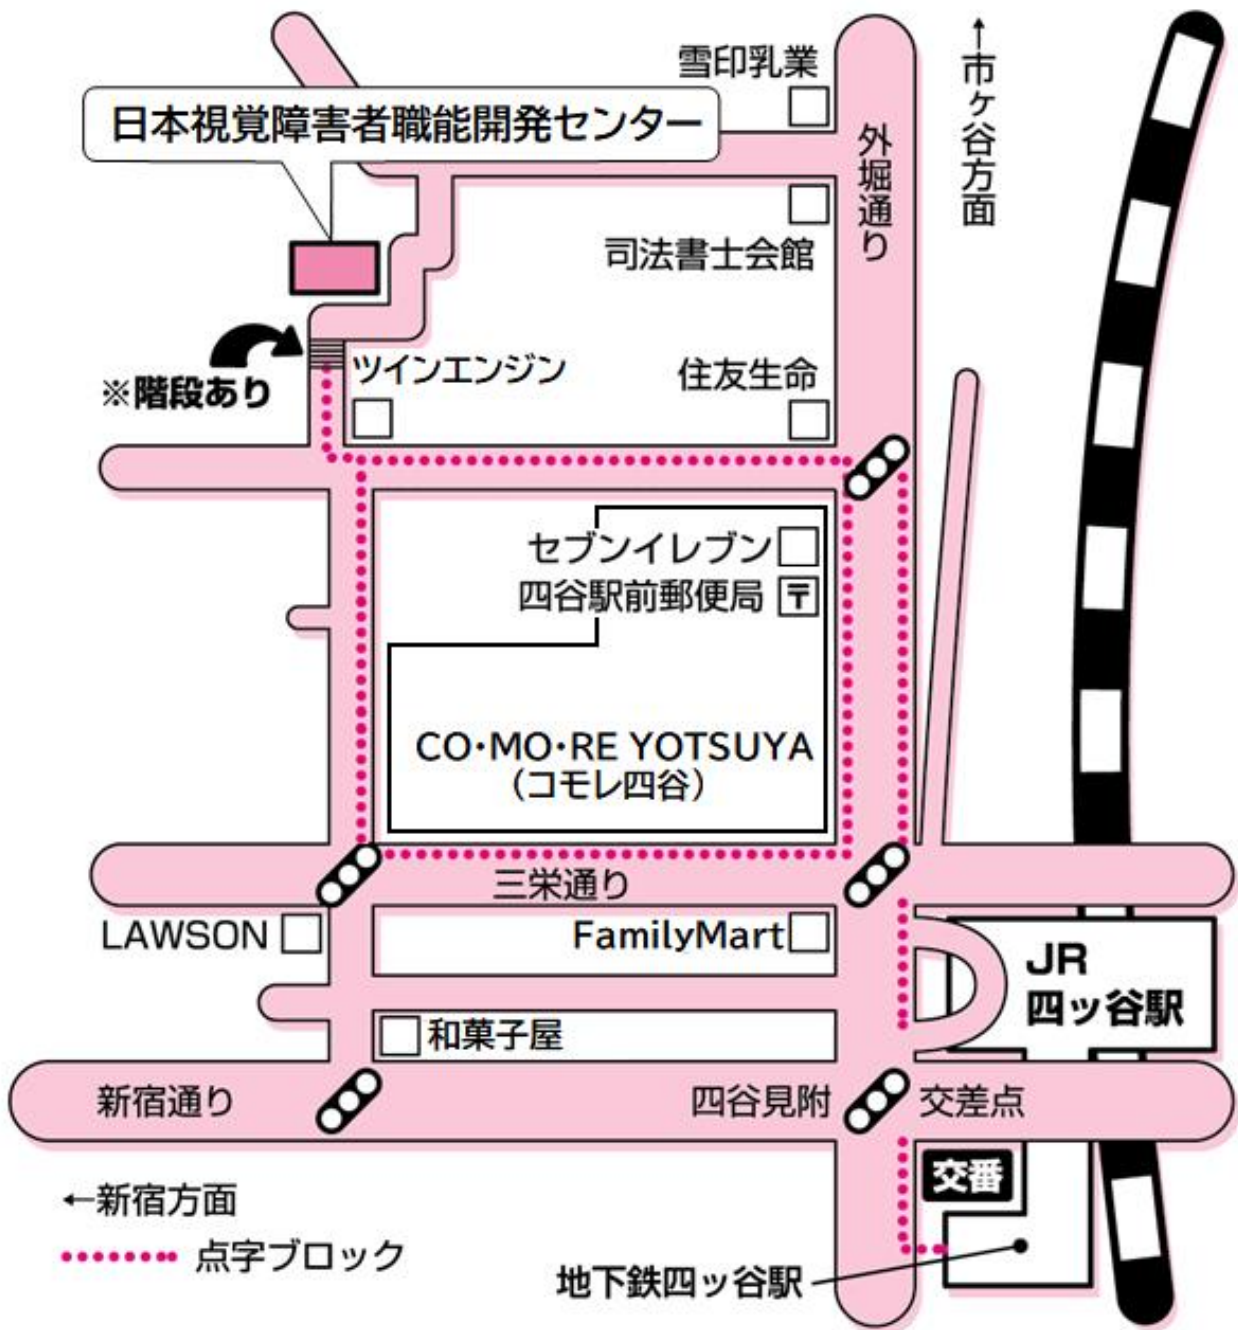 雪印乳業
↑市ヶ谷方面
日本視覚障害者職能開発センター
外堀通り
司法書士会館
ツインエンジン
住友生命
※階段あり
セブンイレブン
四谷駅前郵便局 〒
CO・MO・RE YOTSUYA
（コモレ四谷）
三栄通り
LAWSON
FamilyMart
JR
四ッ谷駅
和菓子屋
新宿通り
四谷見附 交差点
交番
←新宿方面
点字ブロック
地下鉄四ッ谷駅